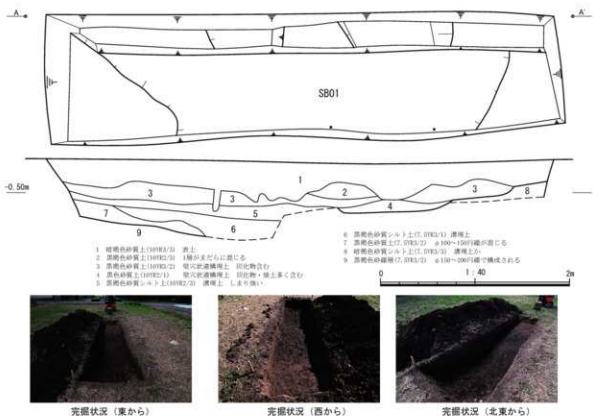 A
A'
SB01
-0.50m
1
3
3
2
3
8
4
5
7
6
9
1 暗褐色砂質土(10YR3/3) 表土
2 黒褐色砂質土(10YR2/3) 1層がまだらに混じる
3 黒褐色砂質土(10YR3/2) 竪穴状遺構埋土 炭化物含む
4 黒色砂質土(10YR2/1) 竪穴状遺構埋土 炭化物・焼土多く含む
5 黒褐色砂質シルト土(10YR2/3) 溝埋土 しまり強い
6 黒褐色砂質シルト土(7.5YR3/1) 溝埋土
7 黒褐色砂質土(7.5YR3/2) φ100～150円礫が混じる
8 暗褐色砂質シルト土(7.5YR3/3) 溝埋土か
9 黒褐色砂礫層(7.5YR3/2) φ150～200円礫で構成される
0 1：40 2m
完掘状況（東から） 完掘状況（西から） 完掘状況（北東から）